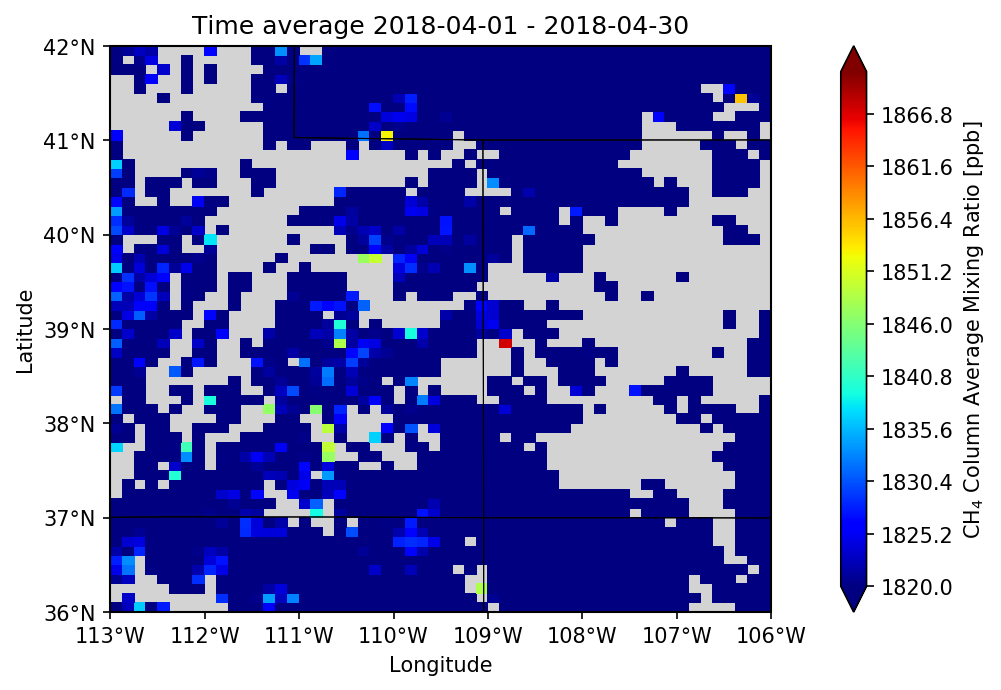 Time average 2018-04-01 - 2018-04-30
42°N
41°N
40°N
39°N
38°N
37°N
36°N
Latitude
113°W 112°W 111°W 110°W 109°W 108°W 107°W 106°W
Longitude
1866.8
1861.6
1856.4
1851.2
1846.0
1840.8
1835.6
1830.4
1825.2
1820.0
CH₄ Column Average Mixing Ratio [ppb]